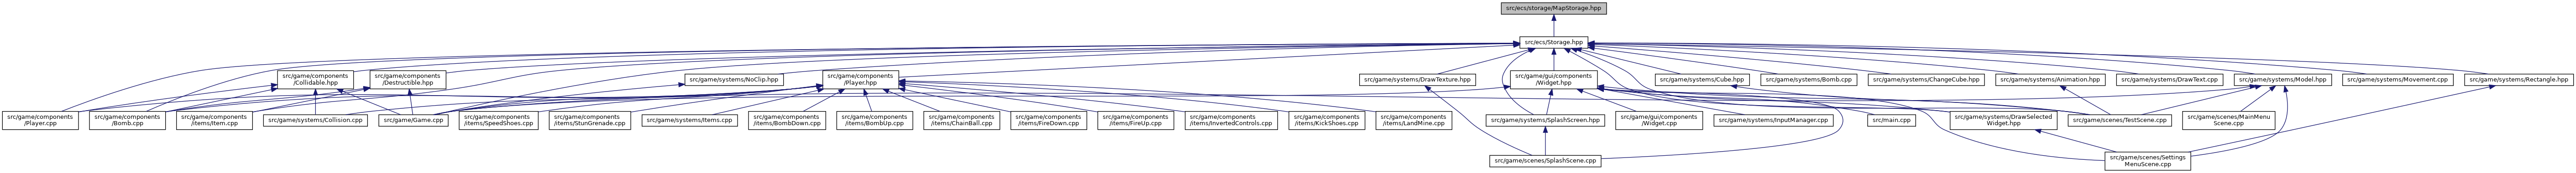 src/ecs/storage/MapStorage.hpp
src/ecs/Storage.hpp
src/game/components
/Collidable.hpp
src/game/components
/Destructible.hpp
src/game/systems/NoClip.hpp
src/game/components
/Player.hpp
src/game/systems/DrawTexture.hpp
src/game/gui/components
/Widget.hpp
src/game/systems/Cube.hpp
src/game/systems/Bomb.cpp
src/game/systems/ChangeCube.hpp
src/game/systems/Animation.hpp
src/game/systems/DrawText.cpp
src/game/systems/Model.hpp
src/game/systems/Movement.cpp
src/game/systems/Rectangle.hpp
src/game/components
/Player.cpp
src/game/components
/Bomb.cpp
src/game/components
/items/Item.cpp
src/game/systems/Collision.cpp
src/game/Game.cpp
src/game/components
/items/SpeedShoes.cpp
src/game/components
/items/StunGrenade.cpp
src/game/systems/Items.cpp
src/game/components
/items/BombDown.cpp
src/game/components
/items/BombUp.cpp
src/game/components
/items/ChainBall.cpp
src/game/components
/items/FireDown.cpp
src/game/components
/items/FireUp.cpp
src/game/components
/items/InvertedControls.cpp
src/game/components
/items/KickShoes.cpp
src/game/components
/items/LandMine.cpp
src/game/systems/SplashScreen.hpp
src/game/gui/components
/Widget.cpp
src/game/systems/InputManager.cpp
src/main.cpp
src/game/systems/DrawSelected
Widget.hpp
src/game/scenes/TestScene.cpp
src/game/scenes/MainMenu
Scene.cpp
src/game/scenes/SplashScene.cpp
src/game/scenes/Settings
MenuScene.cpp